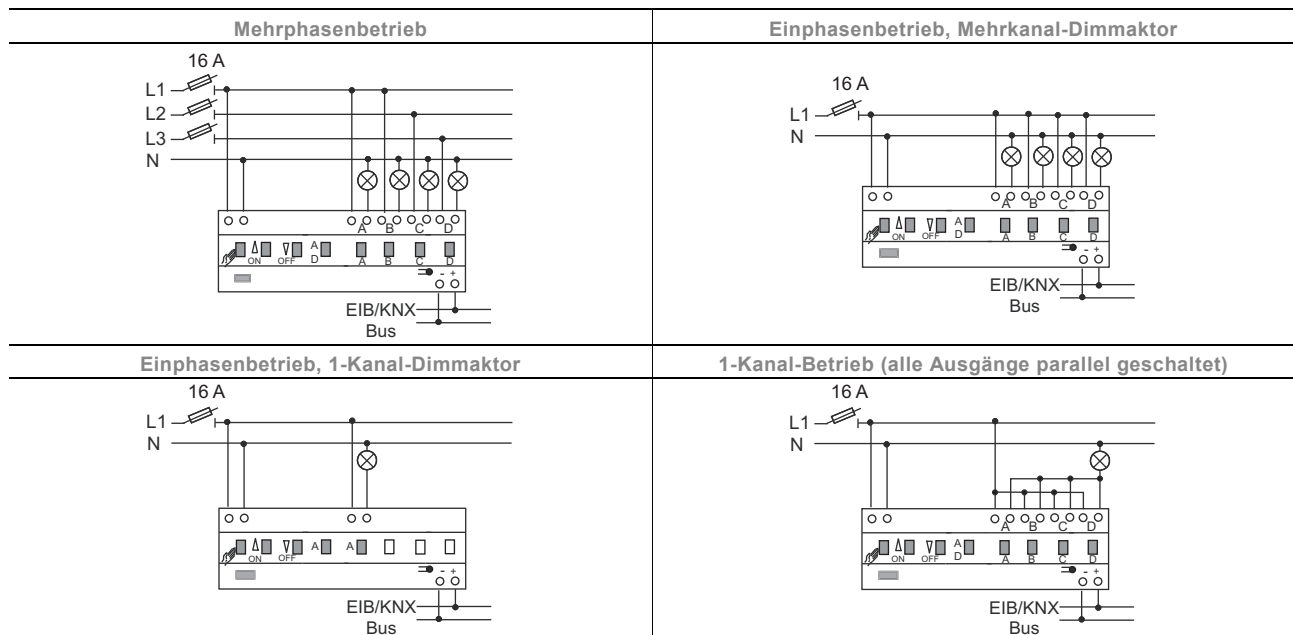 Mehrphasenbetrieb
16 A
L1
L2
L3
N
A B C D
ON OFF A D A B C D
- +
EIB/KNX
Bus
Einphasenbetrieb, Mehrkanal-Dimmaktor
16 A
L1
N
A B C D
ON OFF A D A B C D
- +
EIB/KNX
Bus
Einphasenbetrieb, 1-Kanal-Dimmaktor
16 A
L1
N
ON OFF A A
- +
EIB/KNX
Bus
1-Kanal-Betrieb (alle Ausgänge parallel geschaltet)
16 A
L1
N
A B C D
ON OFF A D A B C D
- +
EIB/KNX
Bus